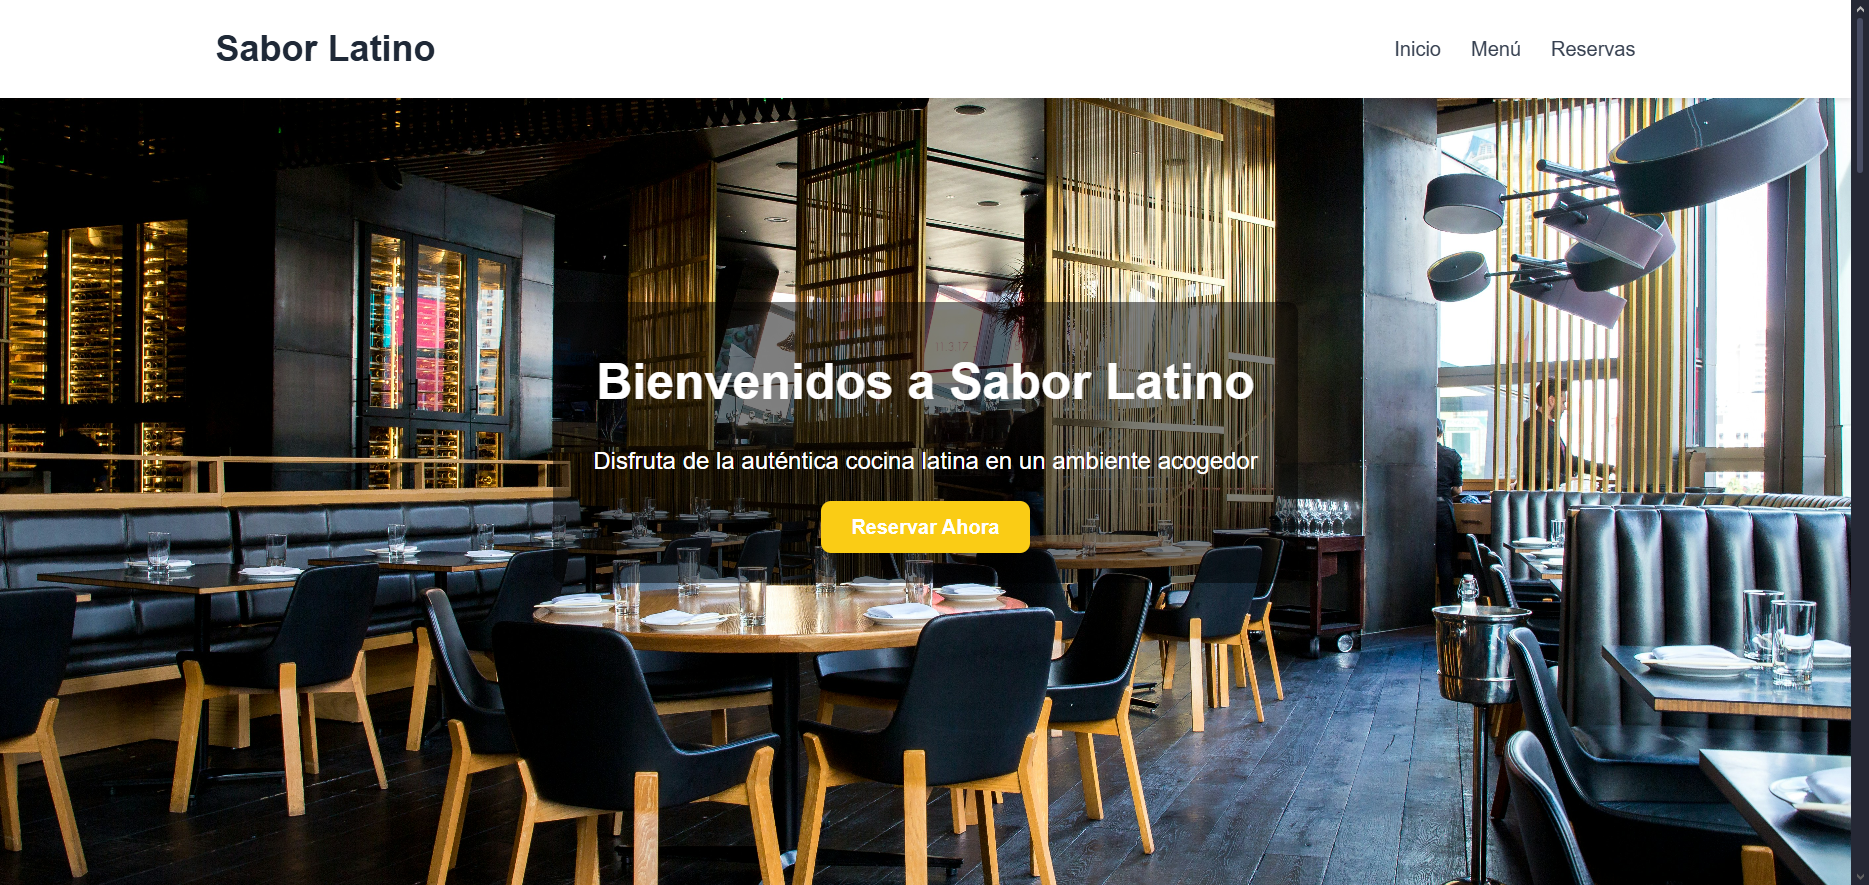 Sabor Latino
Inicio Menú Reservas
Bienvenidos a Sabor Latino
Disfruta de la auténtica cocina latina en un ambiente acogedor
Reservar Ahora